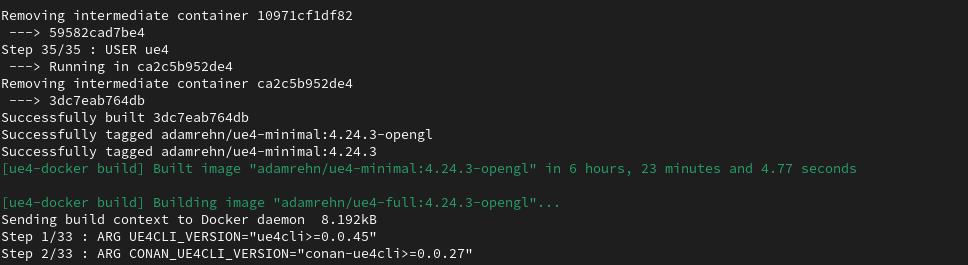 Removing intermediate container 10971cf1df82
 ---> 59582cad7be4
Step 35/35 : USER ue4
 ---> Running in ca2c5b952de4
Removing intermediate container ca2c5b952de4
 ---> 3dc7eab764db
Successfully built 3dc7eab764db
Successfully tagged adamrehn/ue4-minimal:4.24.3-opengl
Successfully tagged adamrehn/ue4-minimal:4.24.3
[ue4-docker build] Built image "adamrehn/ue4-minimal:4.24.3-opengl" in 6 hours, 23 minutes and 4.77 seconds
[ue4-docker build] Building image "adamrehn/ue4-full:4.24.3-opengl"...
Sending build context to Docker daemon  8.192kB
Step 1/33 : ARG UE4CLI_VERSION="ue4cli>=0.0.45"
Step 2/33 : ARG CONAN_UE4CLI_VERSION="conan-ue4cli>=0.0.27"